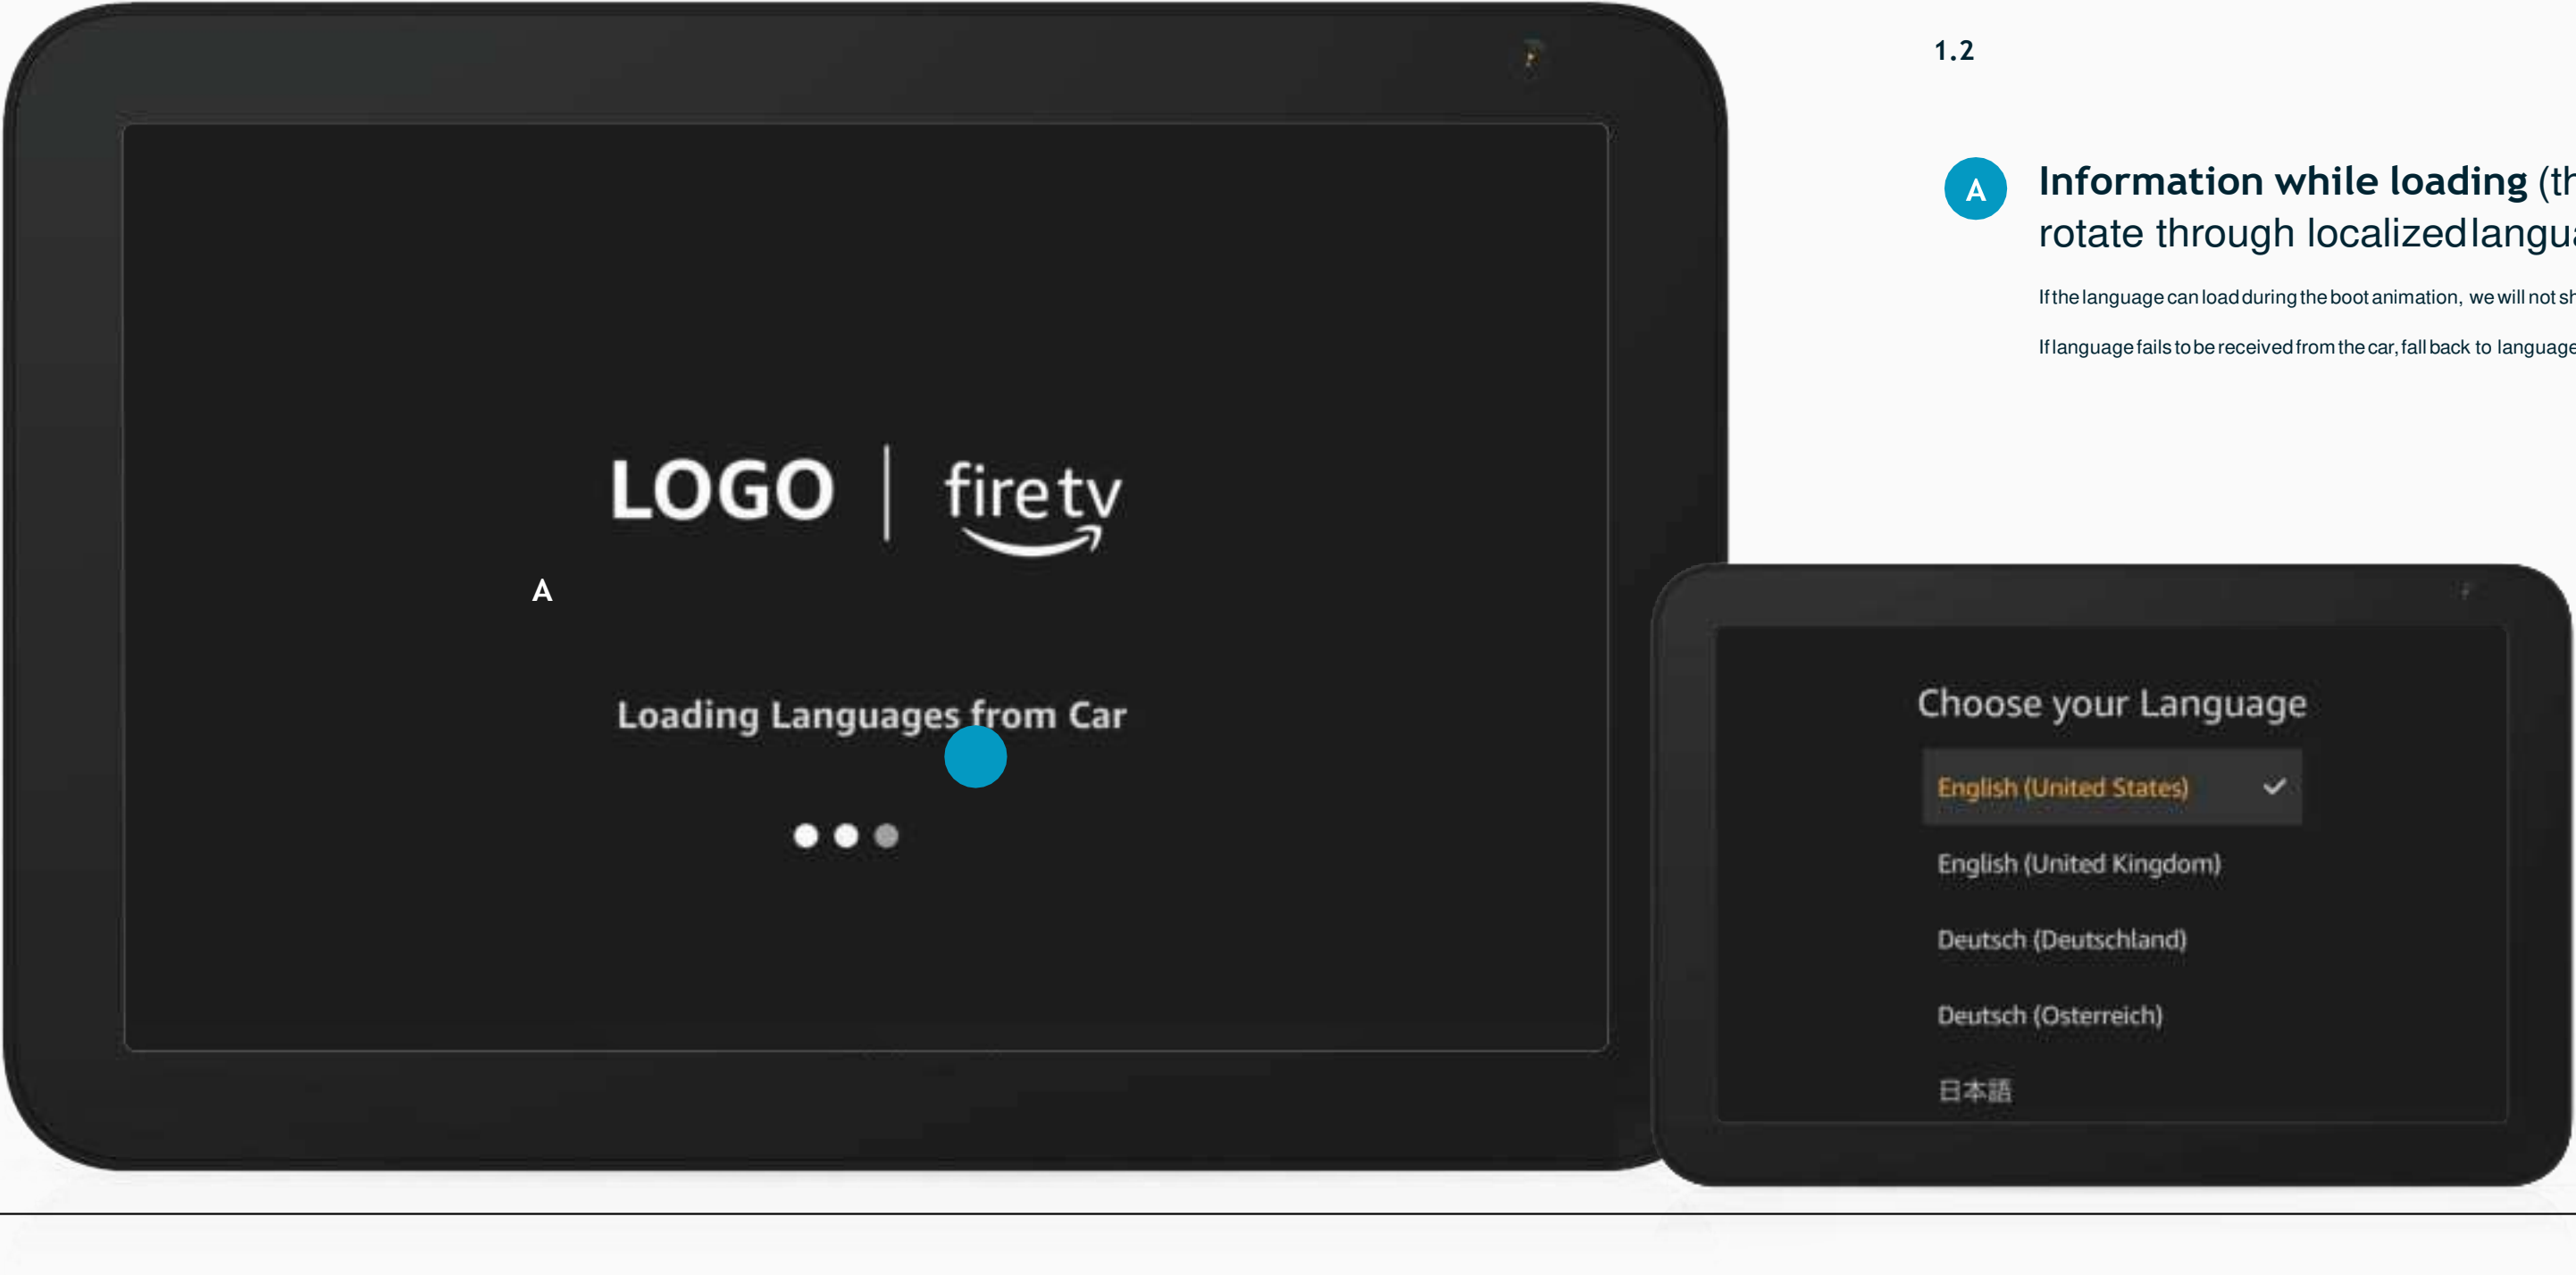 1.2
A
Information while loading (th
rotate through localized langua
If the language can load during the boot animation, we will not sh
If language fails to be received from the car, fall back to language
LOGO | fire tv
A
Loading Languages from Car
Choose your Language
English (United States)
English (United Kingdom)
Deutsch (Deutschland)
Deutsch (Osterreich)
日本語